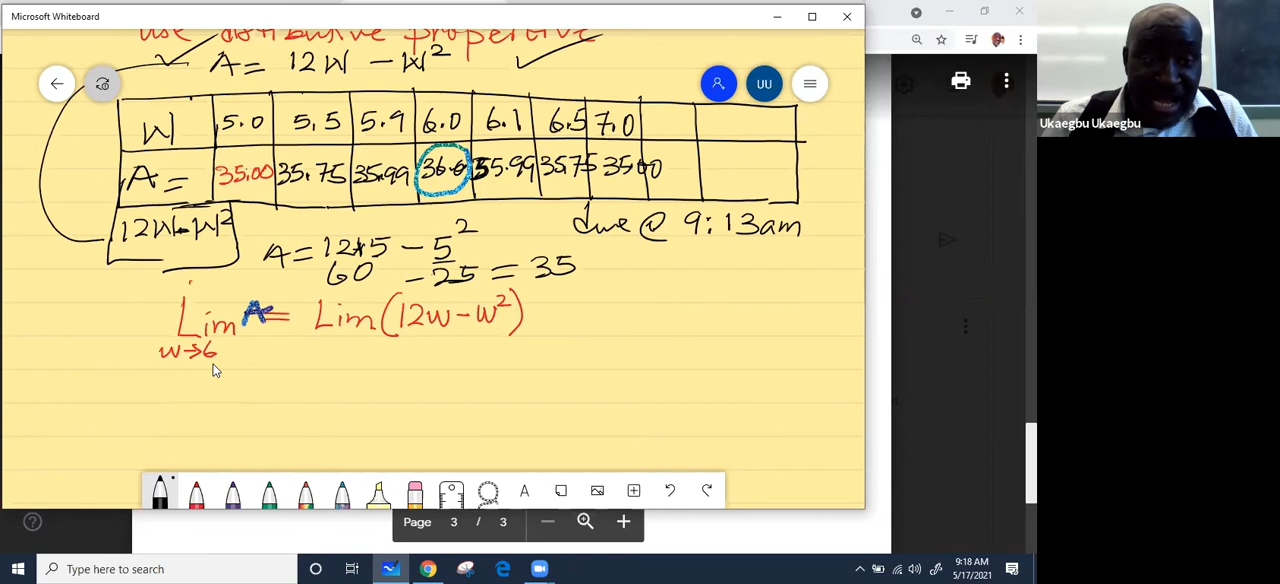 Microsoft Whiteboard
use distributive propertive
A= 12W - W²
UU
W 5.0 5.5 5.9 6.0 6.1 6.5 7.0
A= 35.00 35.75 35.99 36.0 35.99 35.75 35.00
12W-W²
due @ 9:13am
A = 12*5 - 5²
60 - 25 = 35
Lim A = Lim(12w-w²)
w→6
Ukaegbu Ukaegbu
A
Page 3 / 3
Type here to search
9:18 AM
5/17/2021